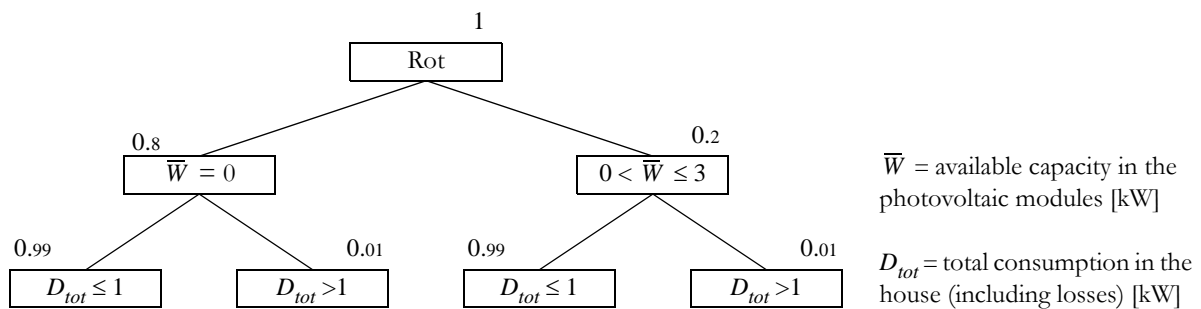 1
Rot
0.8
0.2
W̅ = 0
0 < W̅ ≤ 3
W̅ = available capacity in the
photovoltaic modules [kW]
0.99
0.01
0.99
0.01
D_tot ≤ 1
D_tot >1
D_tot ≤ 1
D_tot >1
D_tot = total consumption in the
house (including losses) [kW]